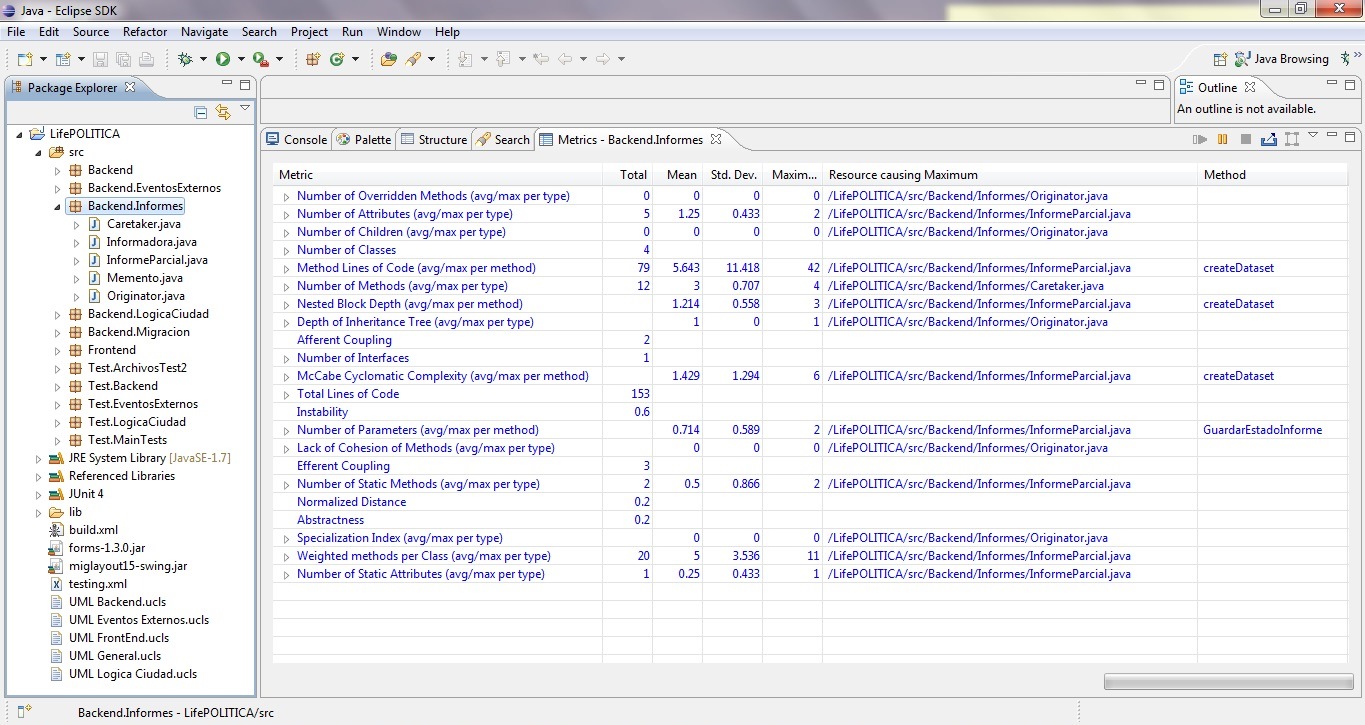 Java - Eclipse SDK
File Edit Source Refactor Navigate Search Project Run Window Help
Java Browsing
Package Explorer
Outline
An outline is not available.
LifePOLITICA
src
Backend
Backend.EventosExternos
Backend.Informes
Caretaker.java
Informadora.java
InformeParcial.java
Memento.java
Originator.java
Backend.LogicaCiudad
Backend.Migracion
Frontend
Test.ArchivosTest2
Test.Backend
Test.EventosExternos
Test.LogicaCiudad
Test.MainTests
JRE System Library [JavaSE-1.7]
Referenced Libraries
JUnit 4
lib
build.xml
forms-1.3.0.jar
miglayout15-swing.jar
testing.xml
UML Backend.ucls
UML Eventos Externos.ucls
UML FrontEnd.ucls
UML General.ucls
UML Logica Ciudad.ucls
Console Palette Structure Search Metrics - Backend.Informes
Metric Total Mean Std. Dev. Maxim... Resource causing Maximum Method
Number of Overridden Methods (avg/max per type) 0 0 0 0 /LifePOLITICA/src/Backend/Informes/Originator.java
Number of Attributes (avg/max per type) 5 1.25 0.433 2 /LifePOLITICA/src/Backend/Informes/InformeParcial.java
Number of Children (avg/max per type) 0 0 0 0 /LifePOLITICA/src/Backend/Informes/Originator.java
Number of Classes 4
Method Lines of Code (avg/max per method) 79 5.643 11.418 42 /LifePOLITICA/src/Backend/Informes/InformeParcial.java createDataset
Number of Methods (avg/max per type) 12 3 0.707 4 /LifePOLITICA/src/Backend/Informes/Caretaker.java
Nested Block Depth (avg/max per method) 1.214 0.558 3 /LifePOLITICA/src/Backend/Informes/InformeParcial.java createDataset
Depth of Inheritance Tree (avg/max per type) 1 0 1 /LifePOLITICA/src/Backend/Informes/Originator.java
Afferent Coupling 2
Number of Interfaces 1
McCabe Cyclomatic Complexity (avg/max per method) 1.429 1.294 6 /LifePOLITICA/src/Backend/Informes/InformeParcial.java createDataset
Total Lines of Code 153
Instability 0.6
Number of Parameters (avg/max per method) 0.714 0.589 2 /LifePOLITICA/src/Backend/Informes/InformeParcial.java GuardarEstadoInforme
Lack of Cohesion of Methods (avg/max per type) 0 0 0 /LifePOLITICA/src/Backend/Informes/Originator.java
Efferent Coupling 3
Number of Static Methods (avg/max per type) 2 0.5 0.866 2 /LifePOLITICA/src/Backend/Informes/InformeParcial.java
Normalized Distance 0.2
Abstractness 0.2
Specialization Index (avg/max per type) 0 0 0 /LifePOLITICA/src/Backend/Informes/Originator.java
Weighted methods per Class (avg/max per type) 20 5 3.536 11 /LifePOLITICA/src/Backend/Informes/InformeParcial.java
Number of Static Attributes (avg/max per type) 1 0.25 0.433 1 /LifePOLITICA/src/Backend/Informes/InformeParcial.java
Backend.Informes - LifePOLITICA/src